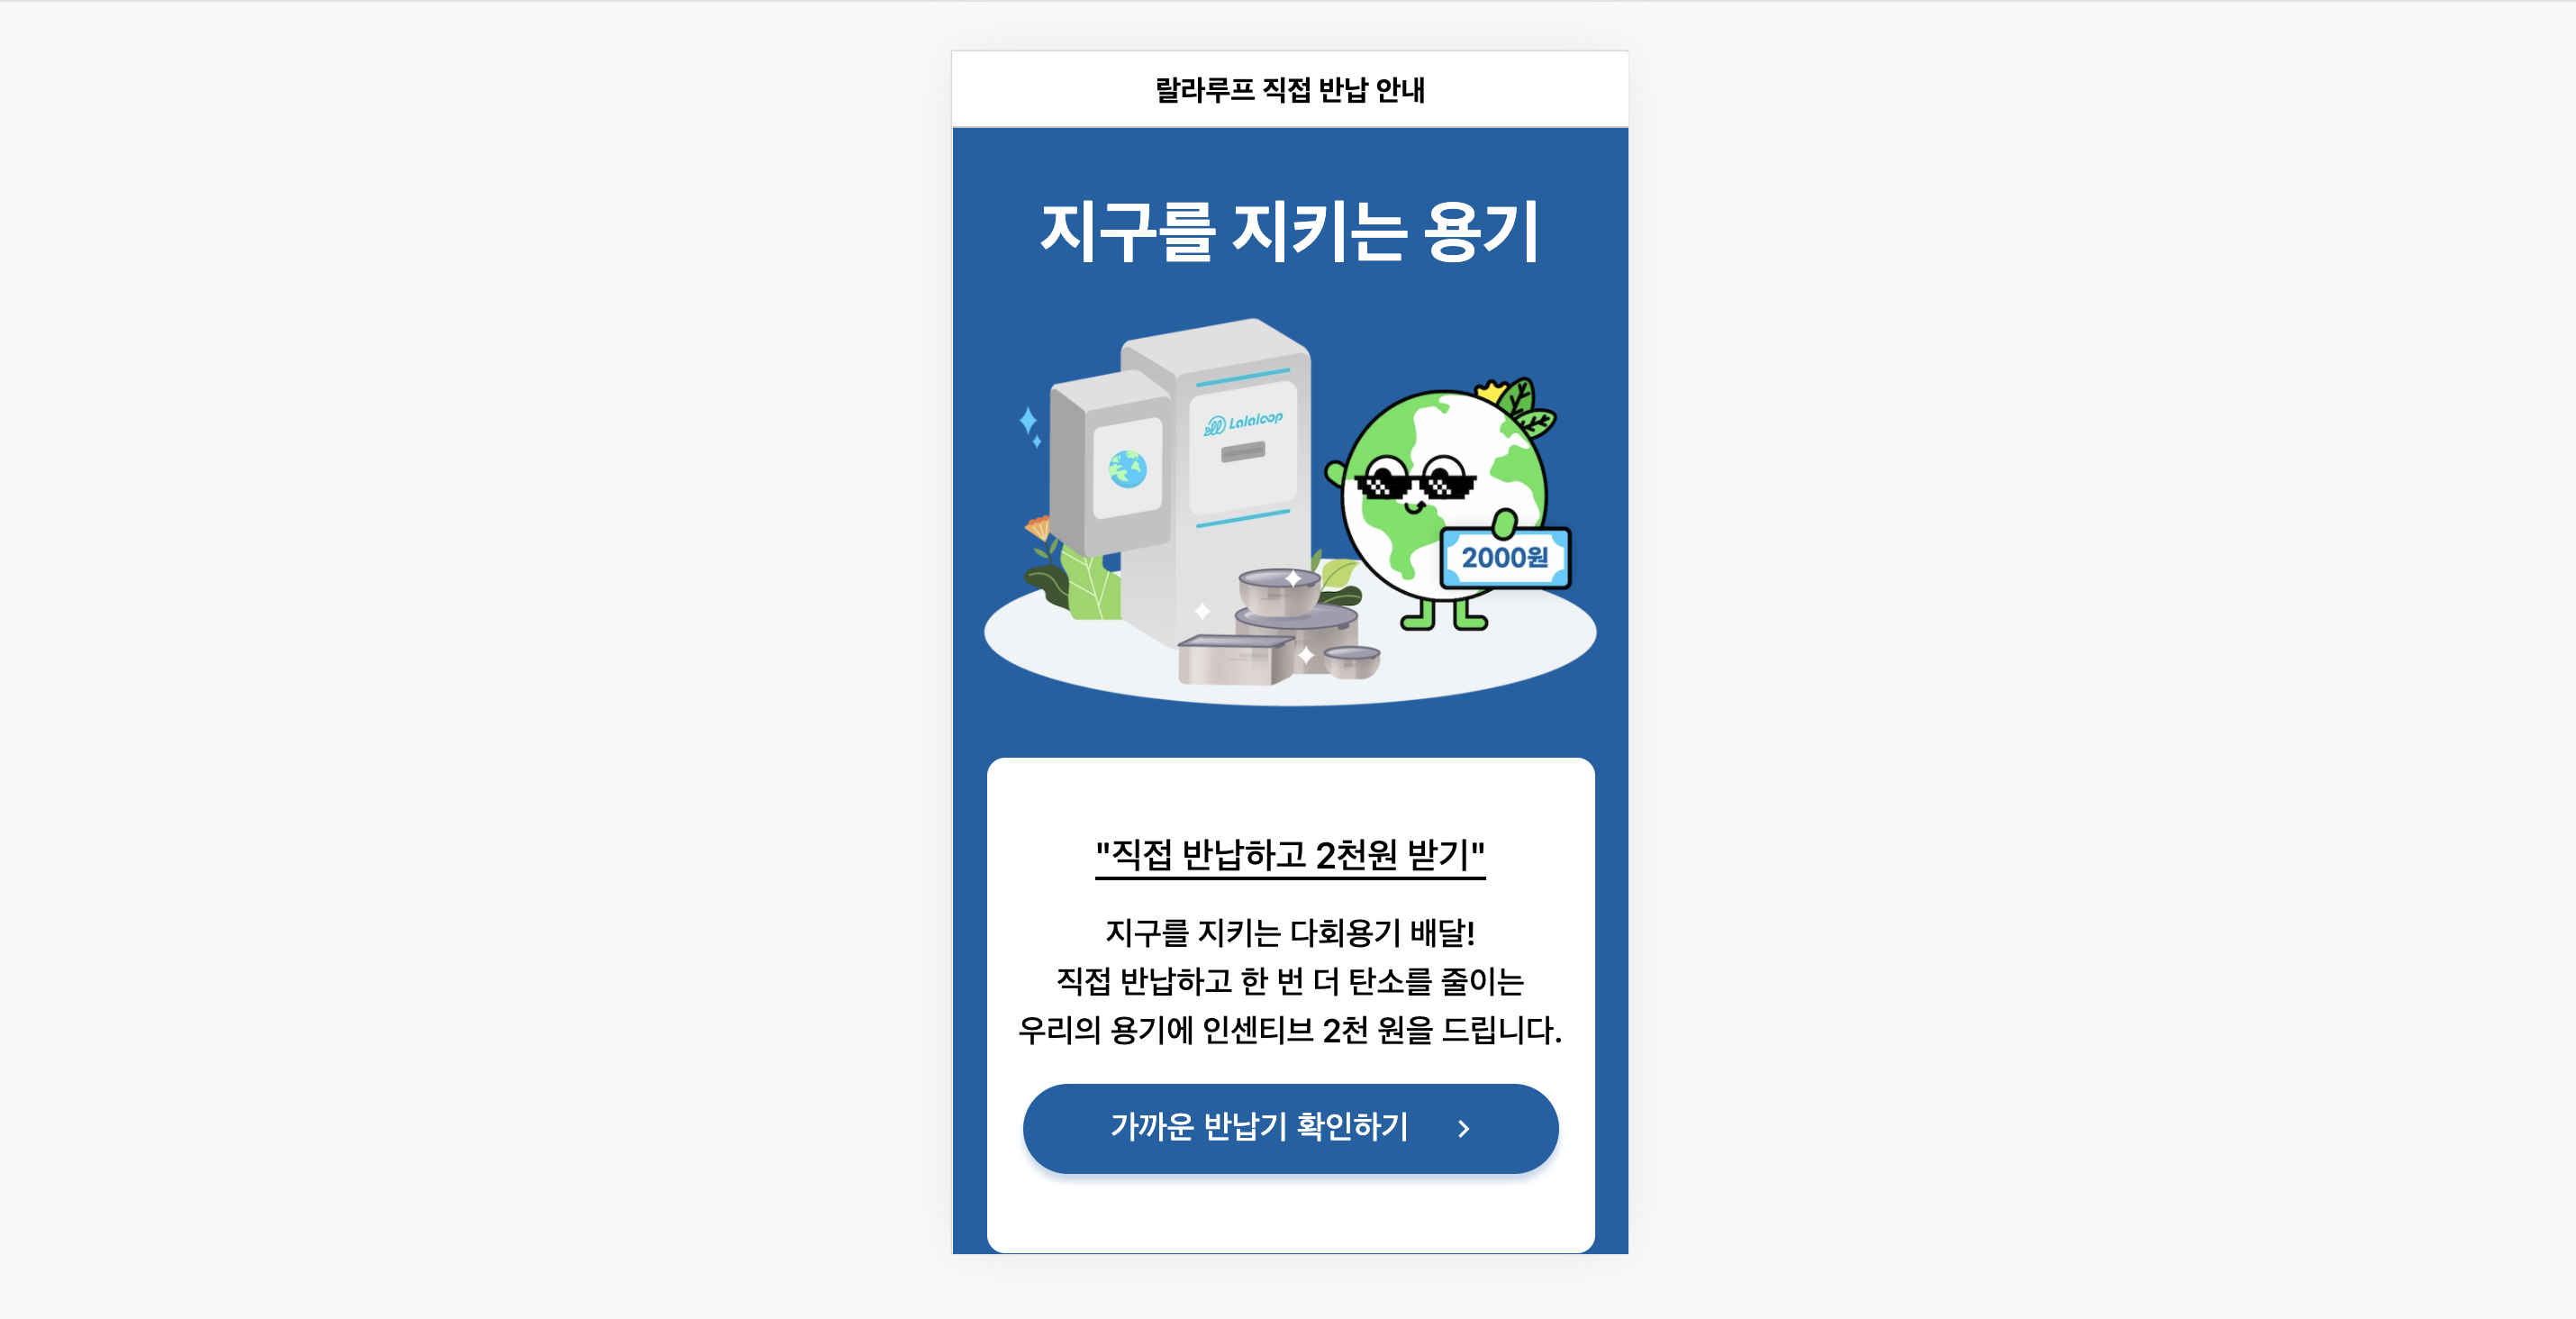 랄라루프 직접 반납 안내
지구를 지키는 용기
Lalaloop
2000원
"직접 반납하고 2천원 받기"
지구를 지키는 다회용기 배달!
직접 반납하고 한 번 더 탄소를 줄이는
우리의 용기에 인센티브 2천 원을 드립니다.
가까운 반납기 확인하기